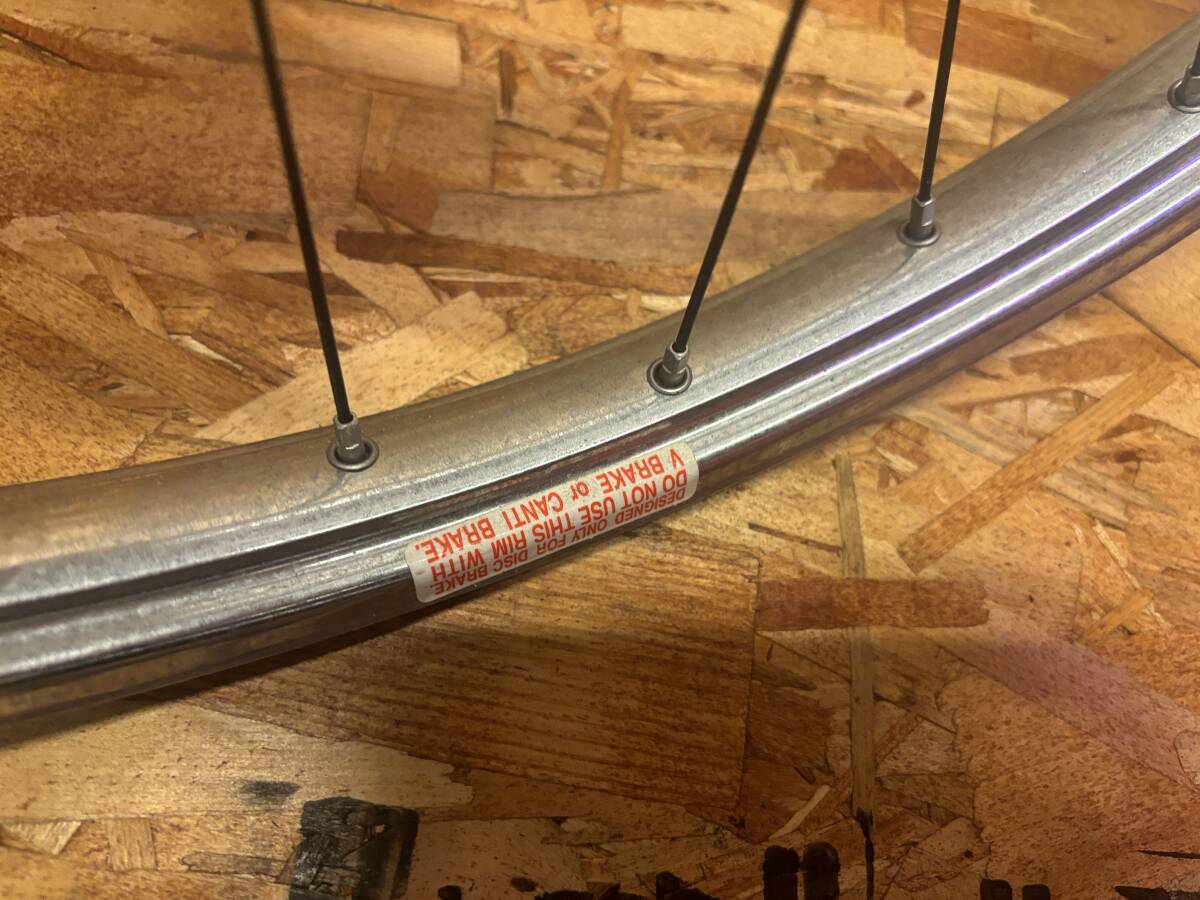 DESIGNED ONLY FOR DISC BRAKE.
DO NOT USE THIS RIM WITH
V BRAKE or CANTI BRAKE.